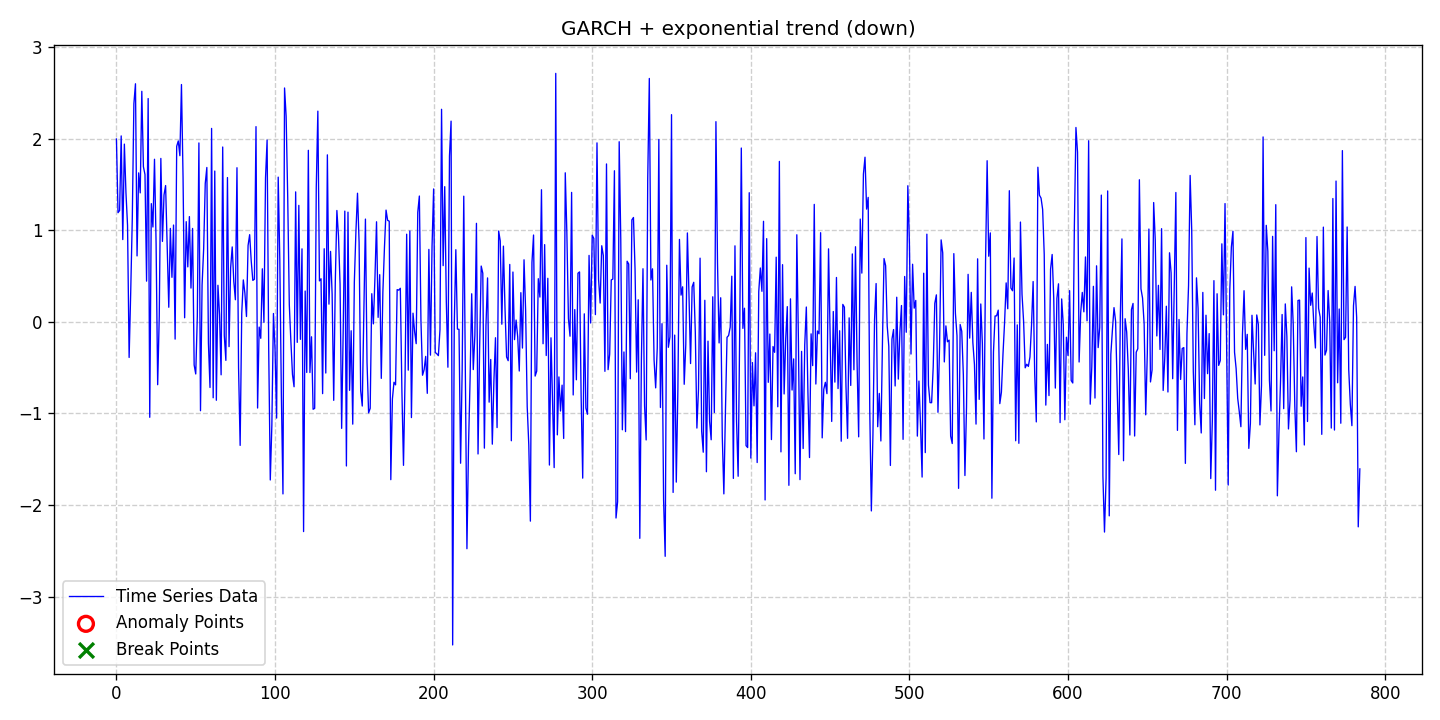 GARCH + exponential trend (down)
3
2
1
0
−1
−2
−3
Time Series Data
Anomaly Points
Break Points
0 100 200 300 400 500 600 700 800